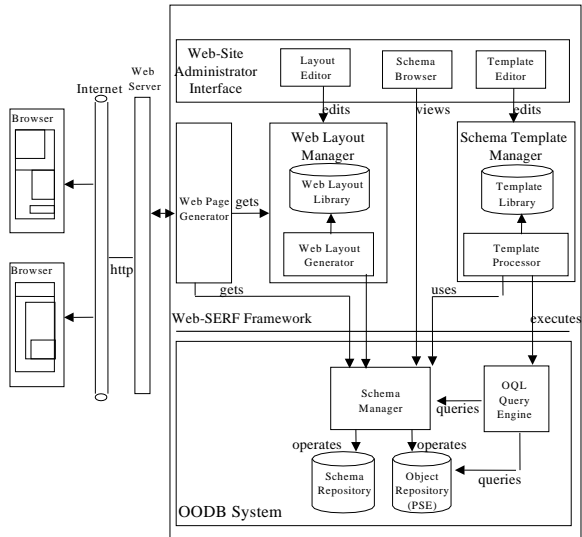 Web-Site
Administrator
Interface
Layout
Editor
Schema
Browser
Template
Editor
Web
Server
Internet
edits
views
edits
Browser
Web Layout
Manager
Web Layout
Library
Schema Template
Manager
Template
Library
Web Page
Generator
gets
Web Layout
Generator
Template
Processor
Browser
http
gets
uses
Web-SERF Framework
executes
Schema
Manager
OQL
Query
Engine
queries
operates
operates
Schema
Repository
Object
Repository
(PSE)
queries
OODB System